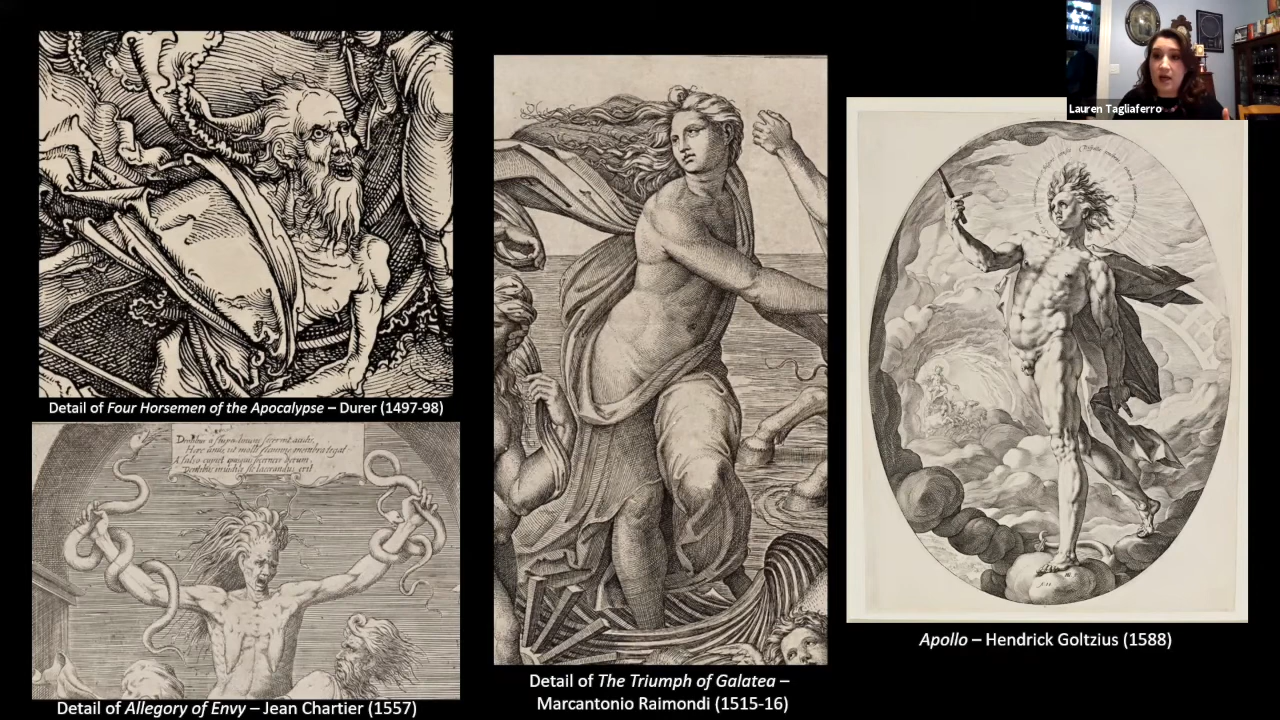 Lauren Tagliaferro
Detail of Four Horsemen of the Apocalypse – Durer (1497-98)
Detail of Allegory of Envy – Jean Chartier (1557)
Detail of The Triumph of Galatea –
Marcantonio Raimondi (1515-16)
Apollo – Hendrick Goltzius (1588)